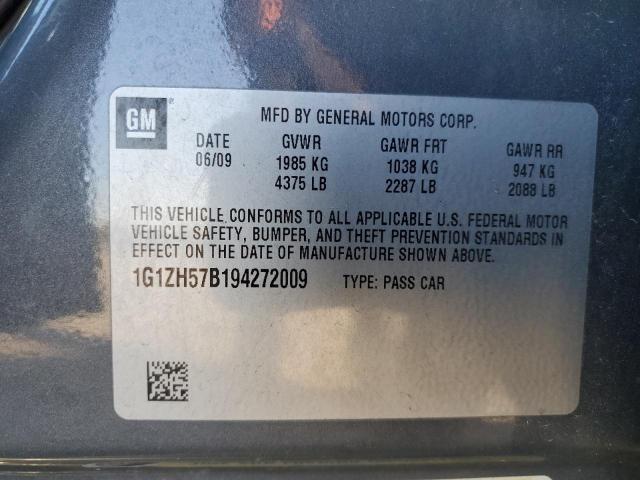 GM
MFD BY GENERAL MOTORS CORP.
DATE GVWR GAWR FRT GAWR RR
06/09 1985 KG 1038 KG 947 KG
4375 LB 2287 LB 2088 LB
THIS VEHICLE CONFORMS TO ALL APPLICABLE U.S. FEDERAL MOTOR
VEHICLE SAFETY, BUMPER, AND THEFT PREVENTION STANDARDS IN
EFFECT ON THE DATE OF MANUFACTURE SHOWN ABOVE.
1G1ZH57B194272009 TYPE: PASS CAR